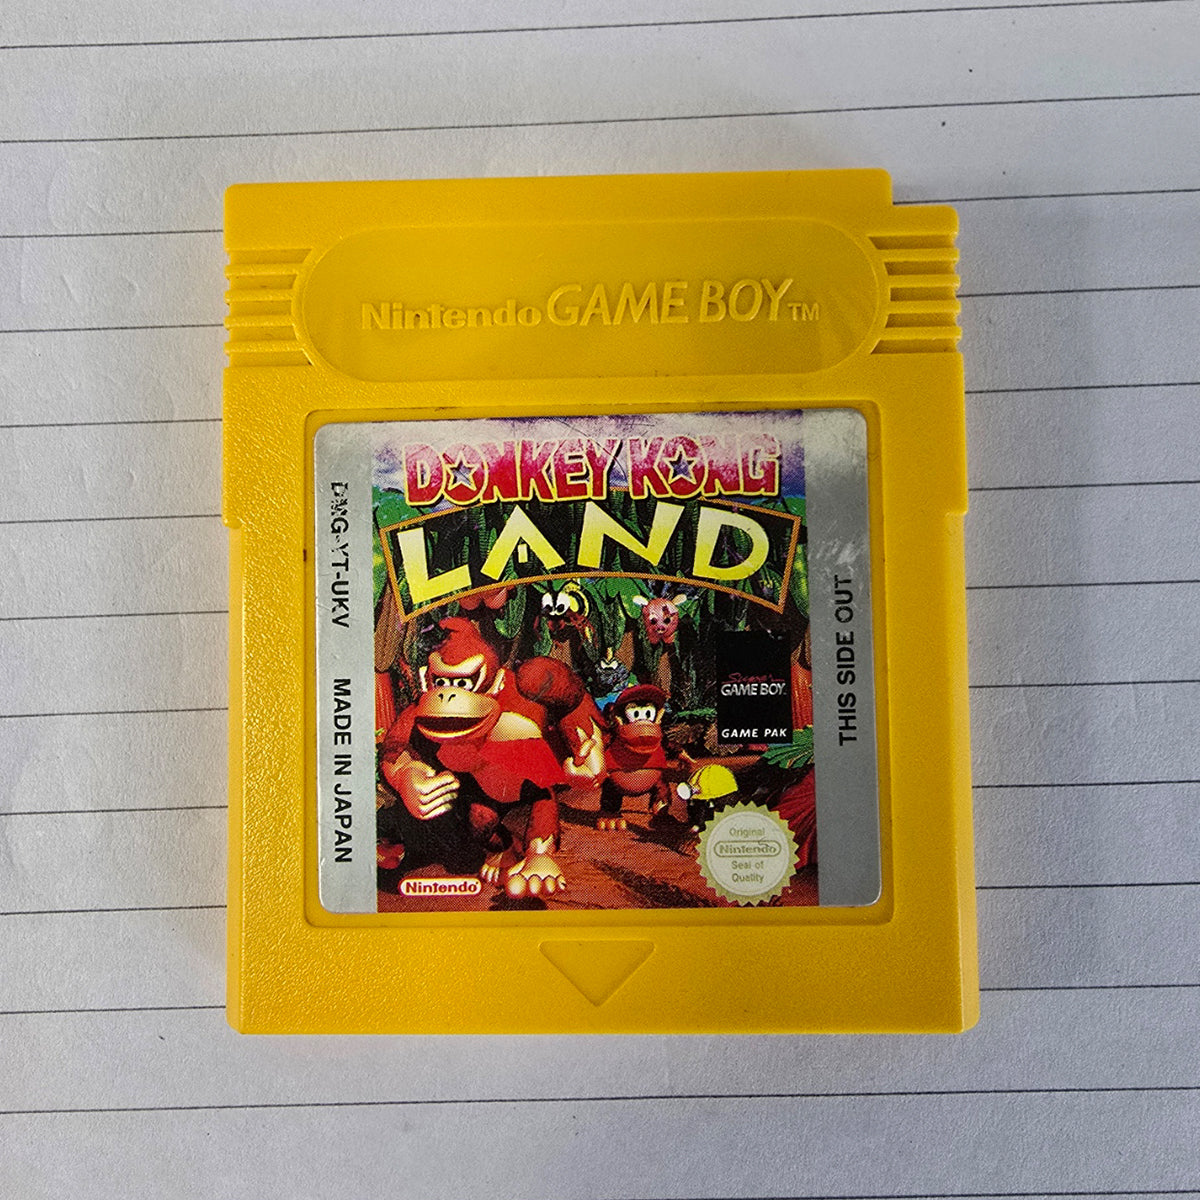 Nintendo GAME BOY TM
DONKEY KONG
LAND
DMG-YT-UKV MADE IN JAPAN
THIS SIDE OUT
Super
GAME BOY
GAME PAK
Original
Nintendo
Seal of
Quality
Nintendo